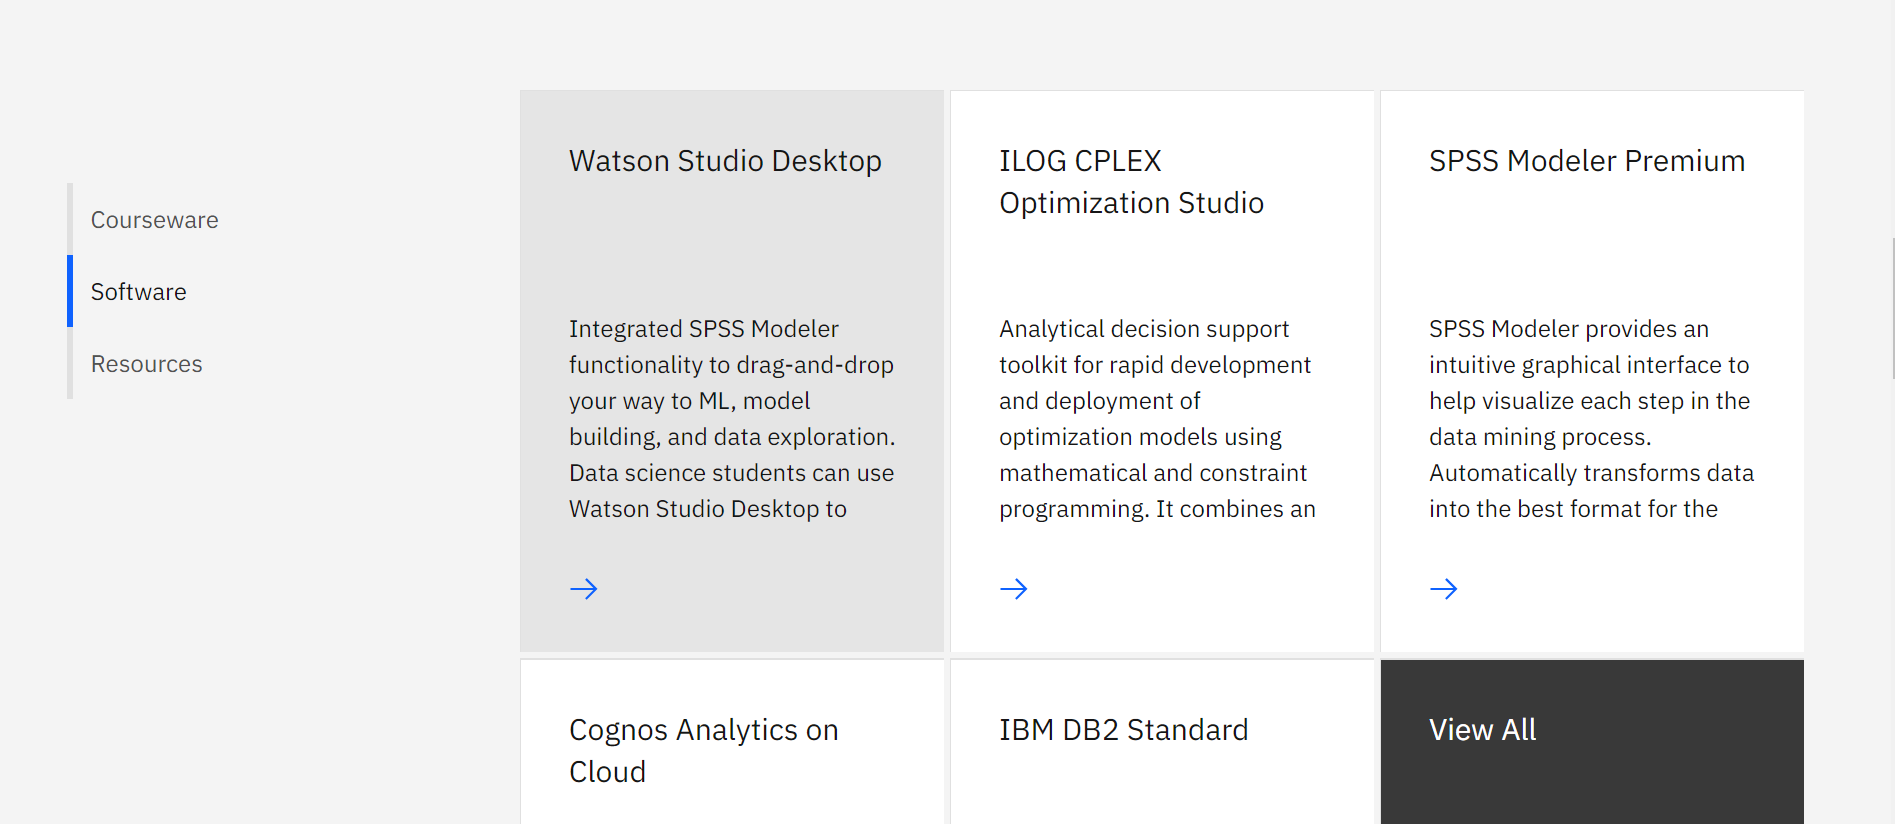 Courseware
Software
Resources
Watson Studio Desktop
Integrated SPSS Modeler
functionality to drag-and-drop
your way to ML, model
building, and data exploration.
Data science students can use
Watson Studio Desktop to
ILOG CPLEX
Optimization Studio
Analytical decision support
toolkit for rapid development
and deployment of
optimization models using
mathematical and constraint
programming. It combines an
SPSS Modeler Premium
SPSS Modeler provides an
intuitive graphical interface to
help visualize each step in the
data mining process.
Automatically transforms data
into the best format for the
Cognos Analytics on
Cloud
IBM DB2 Standard
View All